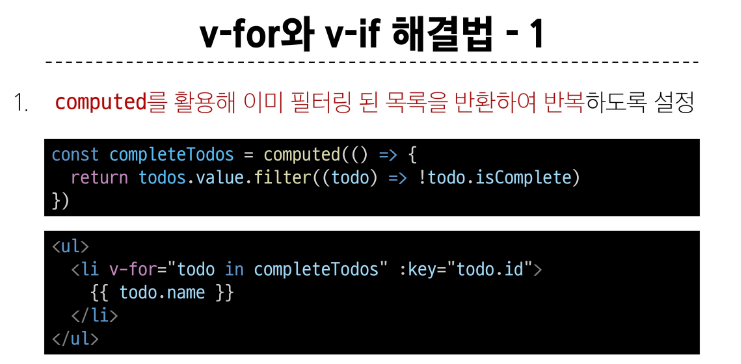 v-for와 v-if 해결법 - 1
1. computed를 활용해 이미 필터링 된 목록을 반환하여 반복하도록 설정
const completeTodos = computed(() => {
  return todos.value.filter((todo) => !todo.isComplete)
})
<ul>
  <li v-for="todo in completeTodos" :key="todo.id">
    {{ todo.name }}
  </li>
</ul>